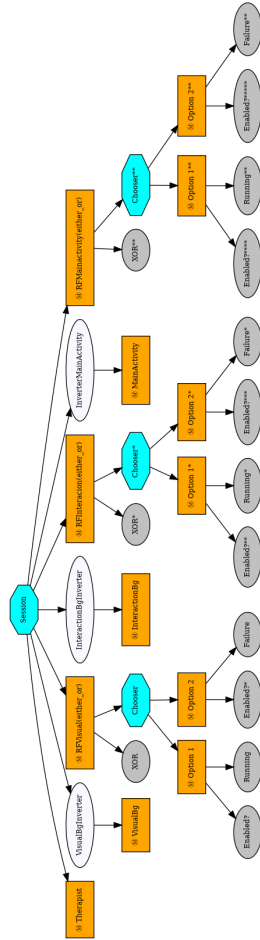 Session
Ⓜ Therapist
VisualBgInverter
Ⓜ RFVisual(either_or)
InteractionBgInverter
Ⓜ RFInteracion(either_or)
InverterMainActivity
Ⓜ RFMainactivity(either_or)
Ⓜ VisualBg
XOR
Chooser
Ⓜ InteractionBg
XOR*
Chooser*
Ⓜ MainActivity
XOR**
Chooser**
Ⓜ Option 1
Ⓜ Option 2
Ⓜ Option 1*
Ⓜ Option 2*
Ⓜ Option 1**
Ⓜ Option 2**
Enabled?
Running
Enabled?*
Failure
Enabled?**
Running*
Enabled?***
Failure*
Enabled?****
Running**
Enabled?*****
Failure**